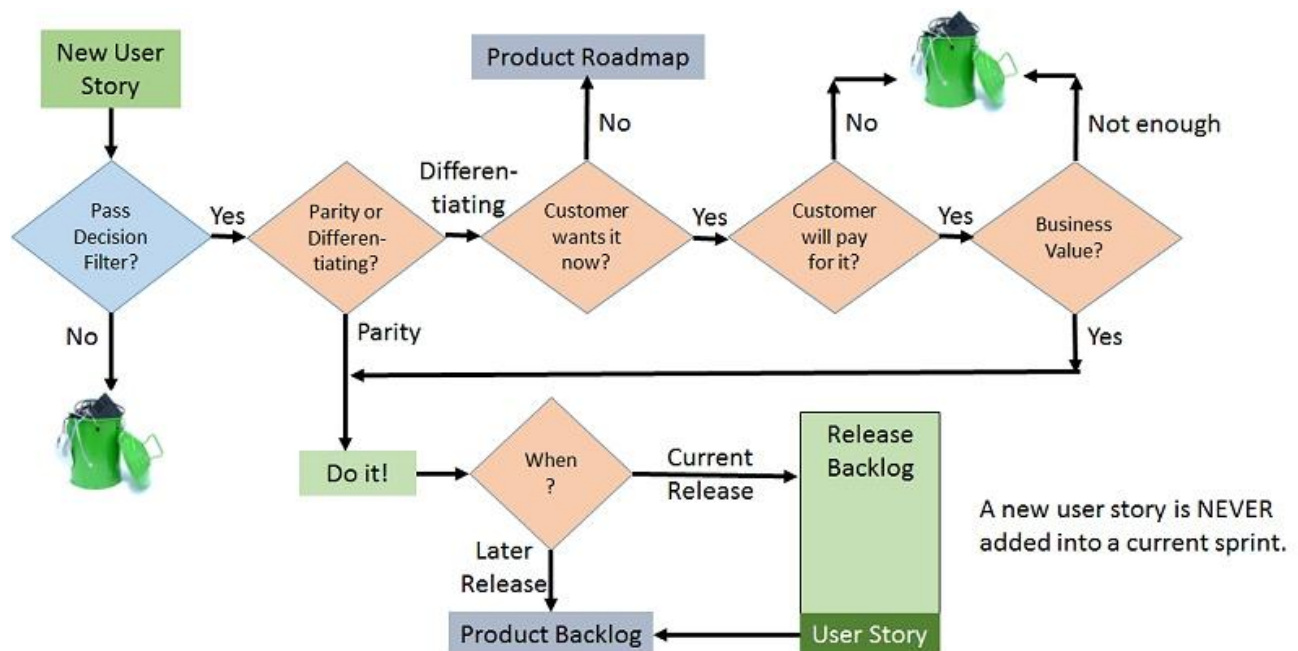 New User
Story
Product Roadmap
No
No
Not enough
Differen-
tiating
Pass
Decision
Filter?
Yes
Parity or
Differen-
tiating?
Customer
wants it
now?
Yes
Customer
will pay
for it?
Yes
Business
Value?
No
Parity
Yes
Do it!
When
?
Current
Release
Release
Backlog
A new user story is NEVER
added into a current sprint.
Later
Release
Product Backlog
User Story